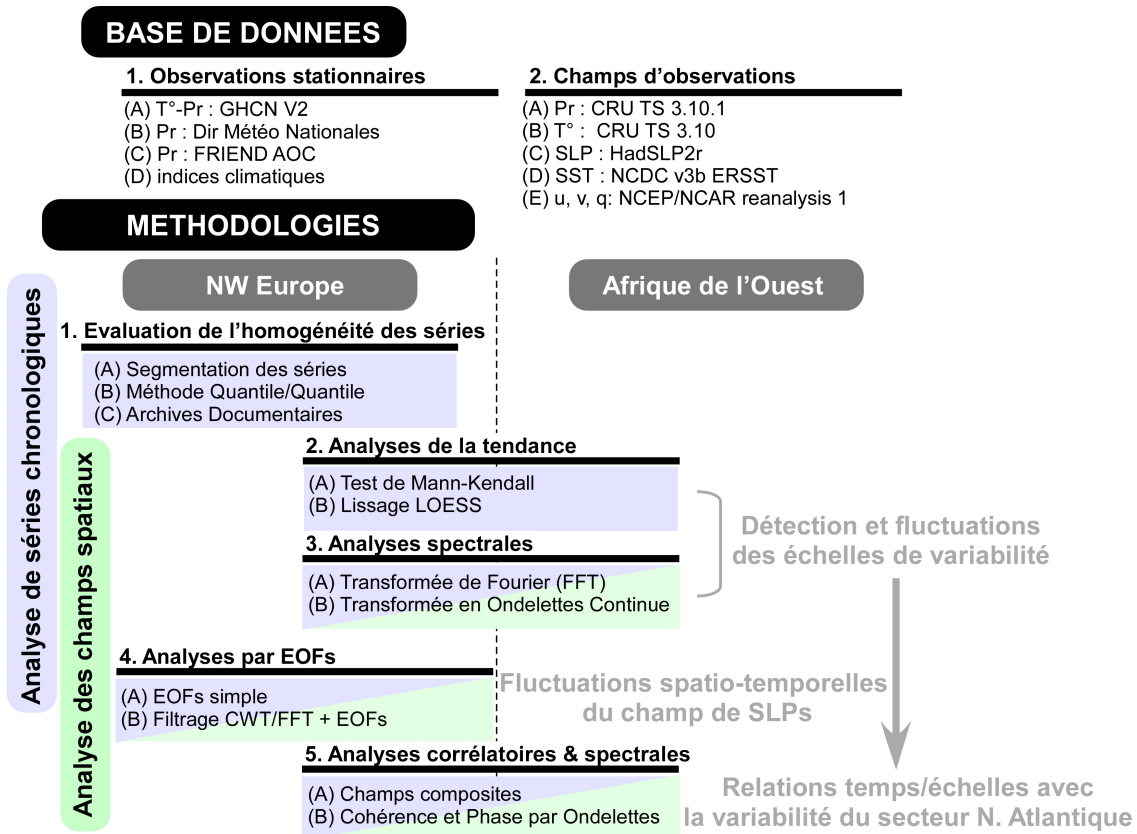 BASE DE DONNEES
1. Observations stationnaires
(A) T°-Pr : GHCN V2
(B) Pr : Dir Météo Nationales
(C) Pr : FRIEND AOC
(D) indices climatiques
2. Champs d'observations
(A) Pr : CRU TS 3.10.1
(B) T° : CRU TS 3.10
(C) SLP : HadSLP2r
(D) SST : NCDC v3b ERSST
(E) u, v, q: NCEP/NCAR reanalysis 1
METHODOLOGIES
NW Europe
Afrique de l'Ouest
Analyse de séries chronologiques
Analyse des champs spatiaux
1. Evaluation de l'homogénéité des séries
(A) Segmentation des séries
(B) Méthode Quantile/Quantile
(C) Archives Documentaires
2. Analyses de la tendance
(A) Test de Mann-Kendall
(B) Lissage LOESS
3. Analyses spectrales
(A) Transformée de Fourier (FFT)
(B) Transformée en Ondelettes Continue
Détection et fluctuations
des échelles de variabilité
4. Analyses par EOFs
(A) EOFs simple
(B) Filtrage CWT/FFT + EOFs
Fluctuations spatio-temporelles
du champ de SLPs
5. Analyses corrélatoires & spectrales
(A) Champs composites
(B) Cohérence et Phase par Ondelettes
Relations temps/échelles avec
la variabilité du secteur N. Atlantique